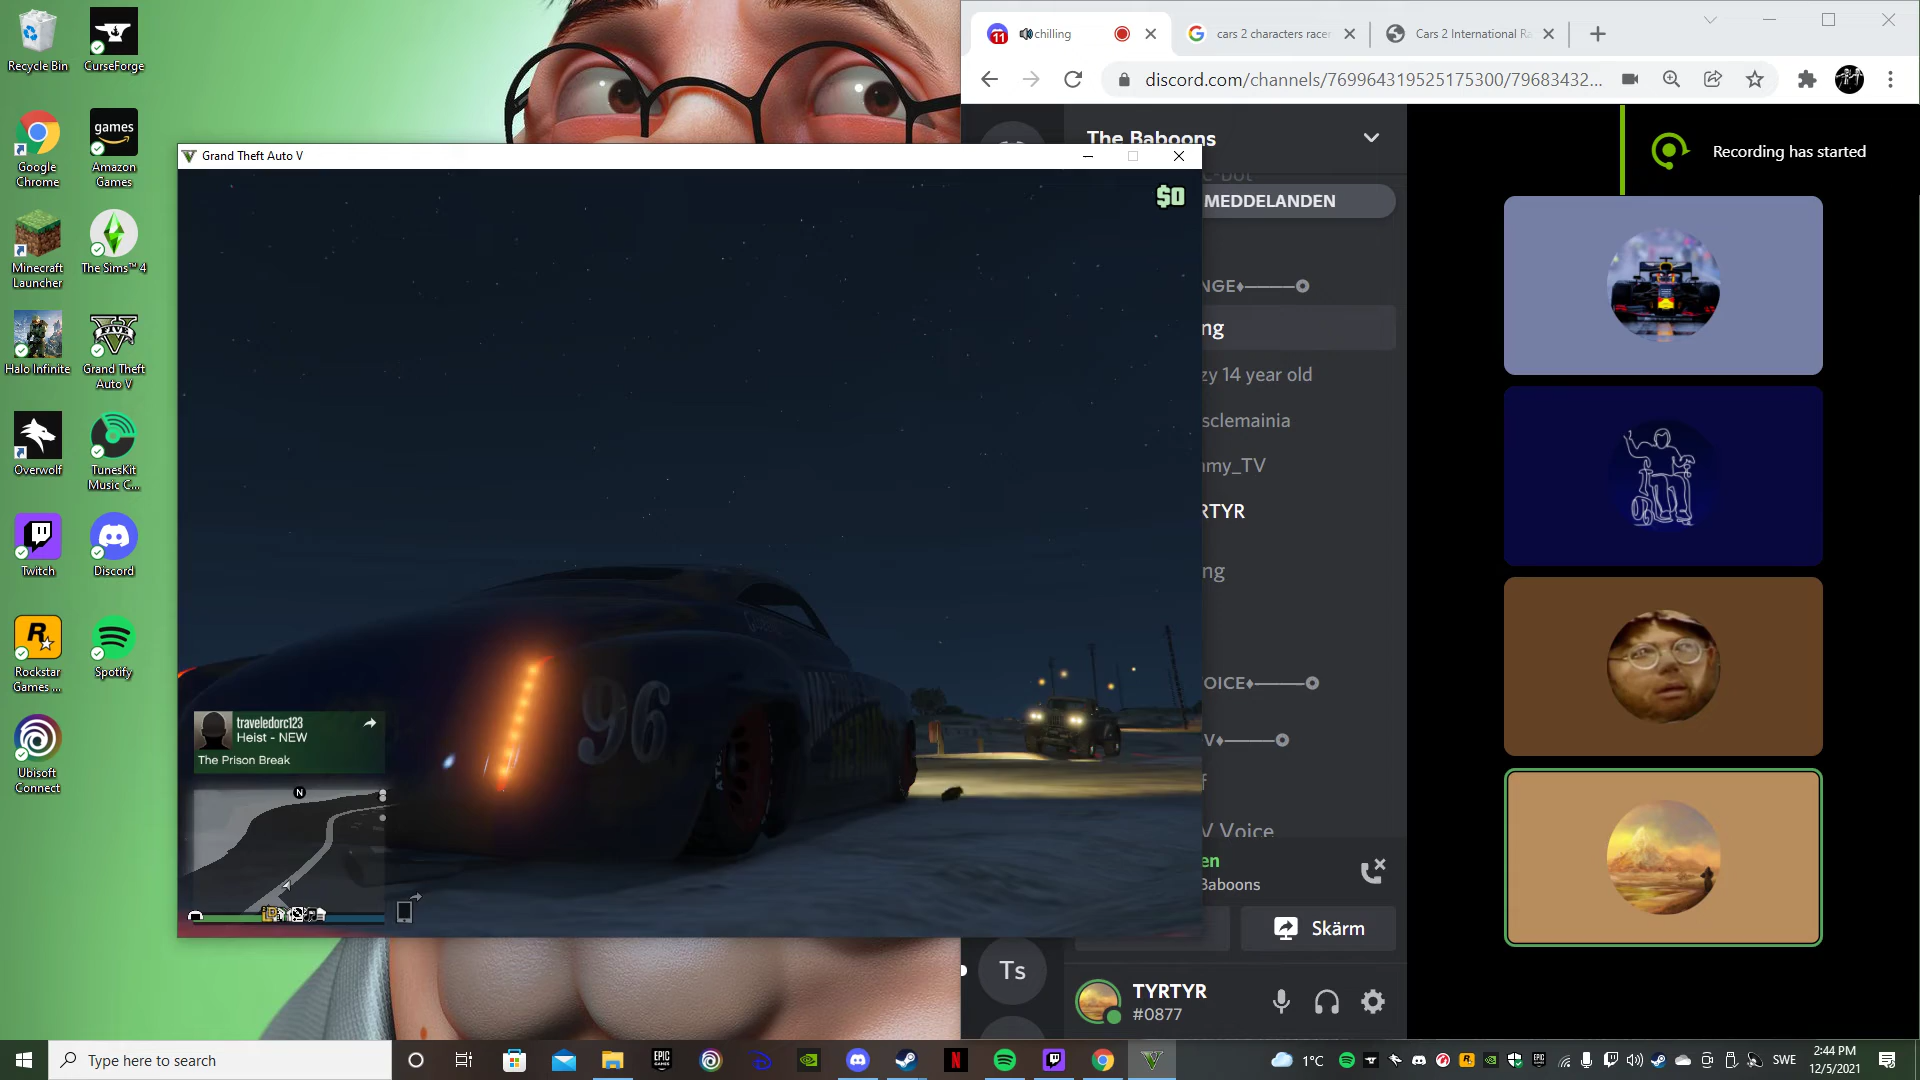 Recycle Bin
CurseForge
Google Chrome
games
Amazon Games
Minecraft Launcher
The Sims™ 4
Halo Infinite
FIVE
Grand Theft Auto V
Overwolf
TunesKit Music C...
Twitch
Discord
Rockstar Games ...
Spotify
Ubisoft Connect
Grand Theft Auto V
$0
96
traveledorc123
Heist - NEW
The Prison Break
N
11
chilling
cars 2 characters racer
Cars 2 International Ra
discord.com/channels/769964319525175300/79683432...
The Baboons
MEDDELANDEN
NGE♦
ng
zy 14 year old
sclemainia
my_TV
RTYR
ng
OICE♦
V♦
f
V Voice
en
Baboons
Skärm
Ts
TYRTYR
#0877
Recording has started
Type here to search
EPIC GAMES
1°C
SWE
2:44 PM
12/5/2021